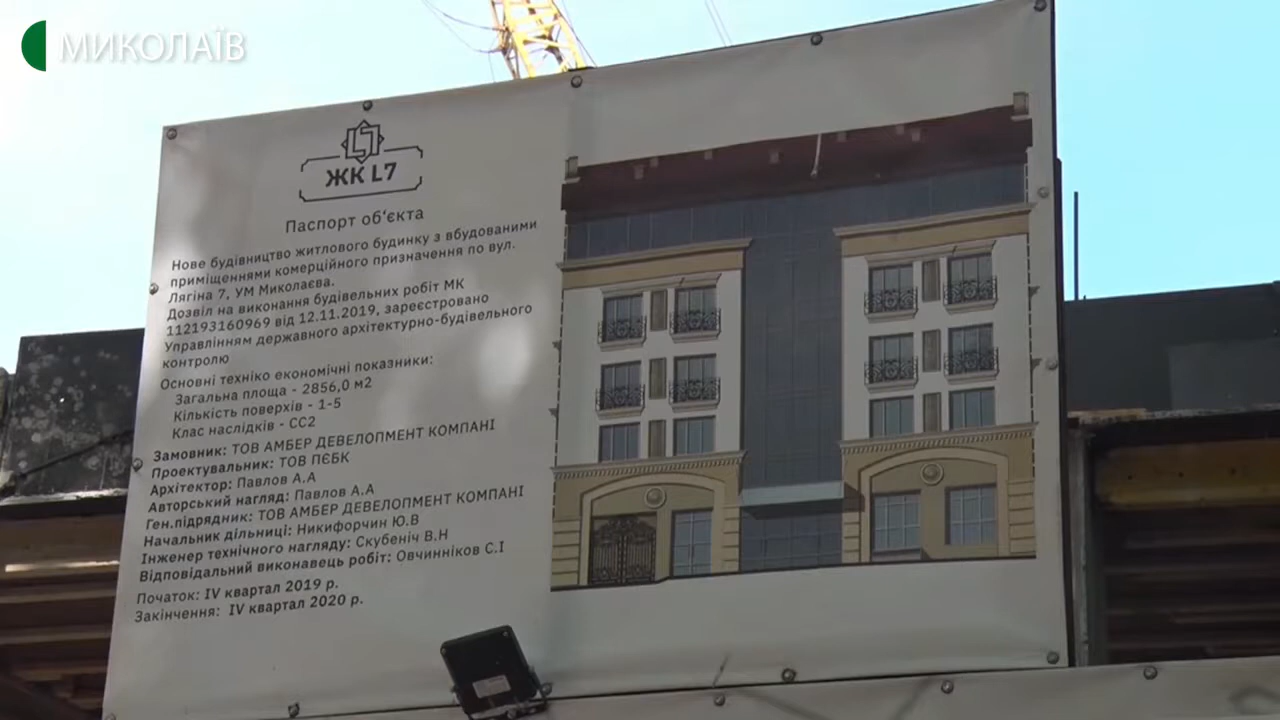 МИКОЛАЇВ
ЖК L7
Паспорт об'єкта
Нове будівництво житлового будинку з вбудованими
приміщеннями комерційного призначення по вул.
Лягіна 7, УМ Миколаєва.
Дозвіл на виконання будівельних робіт МК
112193160969 від 12.11.2019, зареєстровано
Управлінням державного архітектурно-будівельного
контролю
Основні техніко економічні показники:
Загальна площа - 2856,0 м2
Кількість поверхів - 1-5
Клас наслідків - СС2
Замовник: ТОВ АМБЕР ДЕВЕЛОПМЕНТ КОМПАНІ
Проектувальник: ТОВ ПЄБК
Архітектор: Павлов А.А
Авторський нагляд: Павлов А.А
Ген.підрядник: ТОВ АМБЕР ДЕВЕЛОПМЕНТ КОМПАНІ
Начальник дільниці: Никифорчин Ю.В
Інженер технічного нагляду: Скубеніч В.Н
Відповідальний виконавець робіт: Овчинніков С.І
Початок: IV квартал 2019 р.
Закінчення: IV квартал 2020 р.